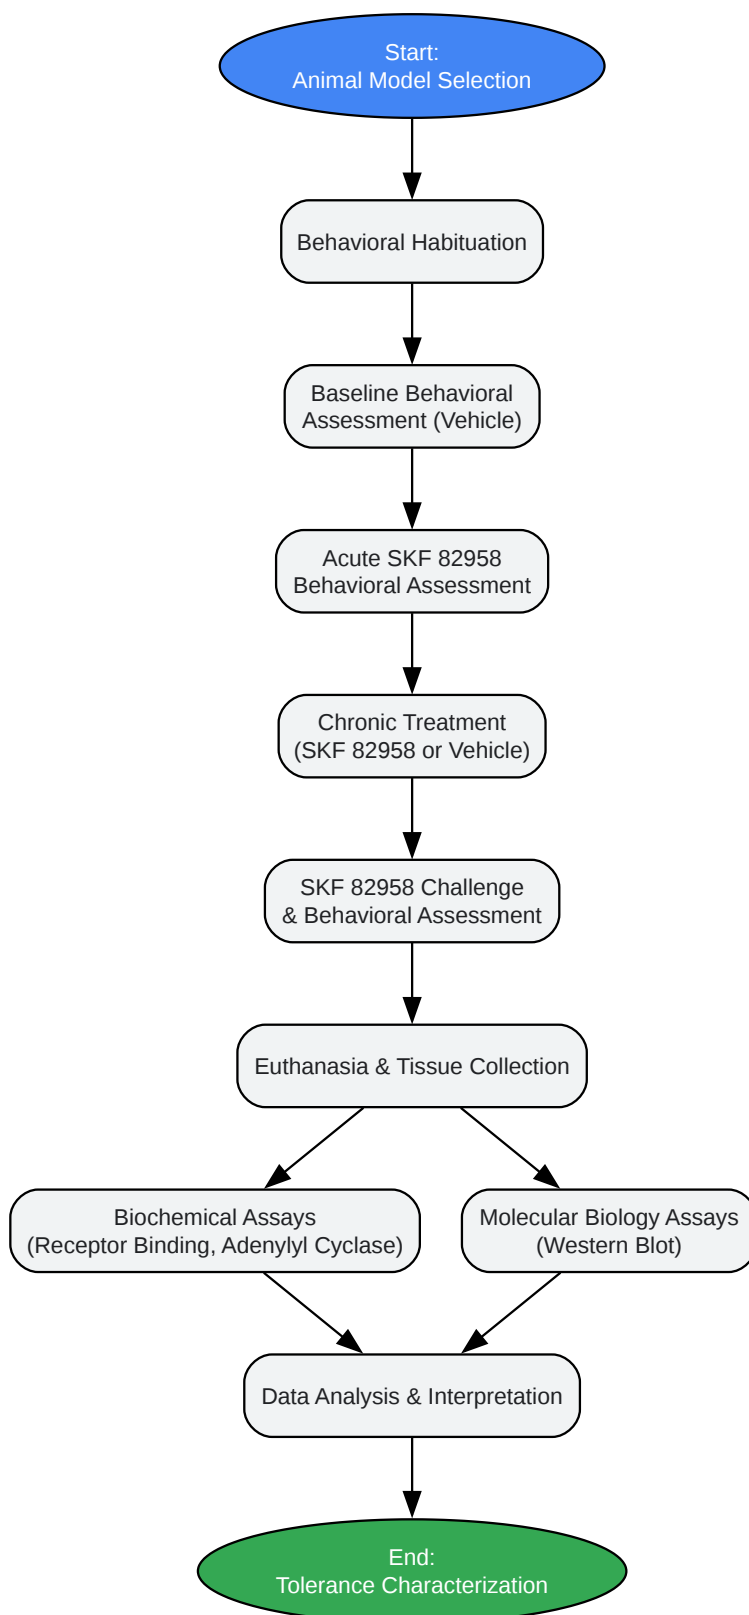 Start:
Animal Model Selection
Behavioral Habituation
Baseline Behavioral
Assessment (Vehicle)
Acute SKF 82958
Behavioral Assessment
Chronic Treatment
(SKF 82958 or Vehicle)
SKF 82958 Challenge
& Behavioral Assessment
Euthanasia & Tissue Collection
Biochemical Assays
(Receptor Binding, Adenylyl Cyclase)
Molecular Biology Assays
(Western Blot)
Data Analysis & Interpretation
End:
Tolerance Characterization